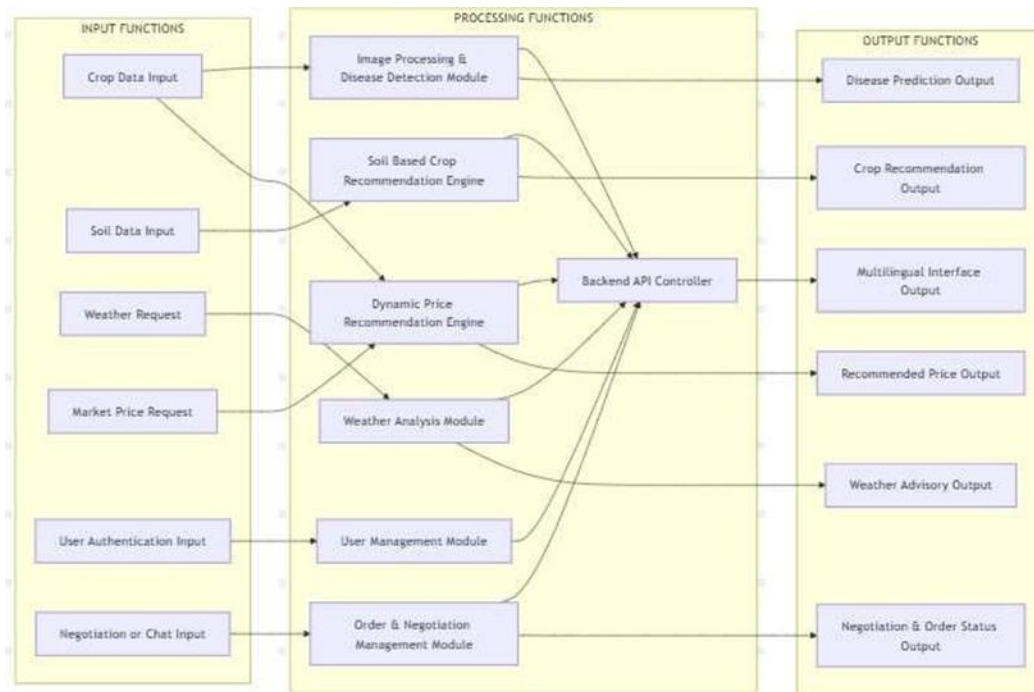 INPUT FUNCTIONS
Crop Data Input
Soil Data Input
Weather Request
Market Price Request
User Authentication Input
Negotiation or Chat Input
PROCESSING FUNCTIONS
Image Processing &
Disease Detection Module
Soil Based Crop
Recommendation Engine
Dynamic Price
Recommendation Engine
Weather Analysis Module
User Management Module
Order & Negotiation
Management Module
Backend API Controller
OUTPUT FUNCTIONS
Disease Prediction Output
Crop Recommendation
Output
Multilingual Interface
Output
Recommended Price Output
Weather Advisory Output
Negotiation & Order Status
Output